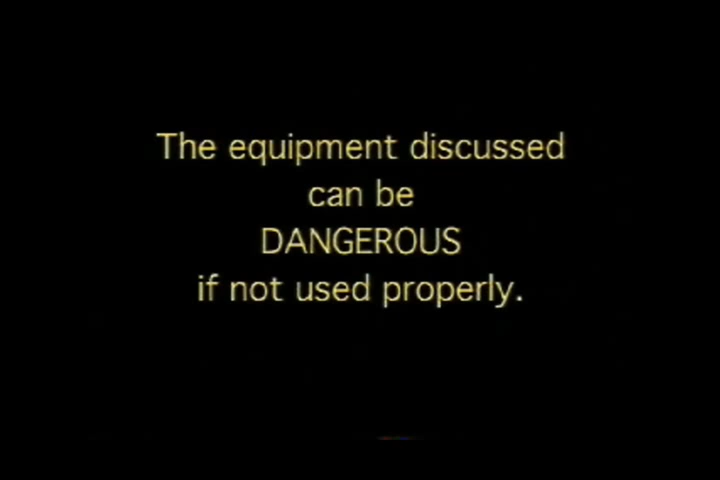 The equipment discussed
can be
DANGEROUS
if not used properly.